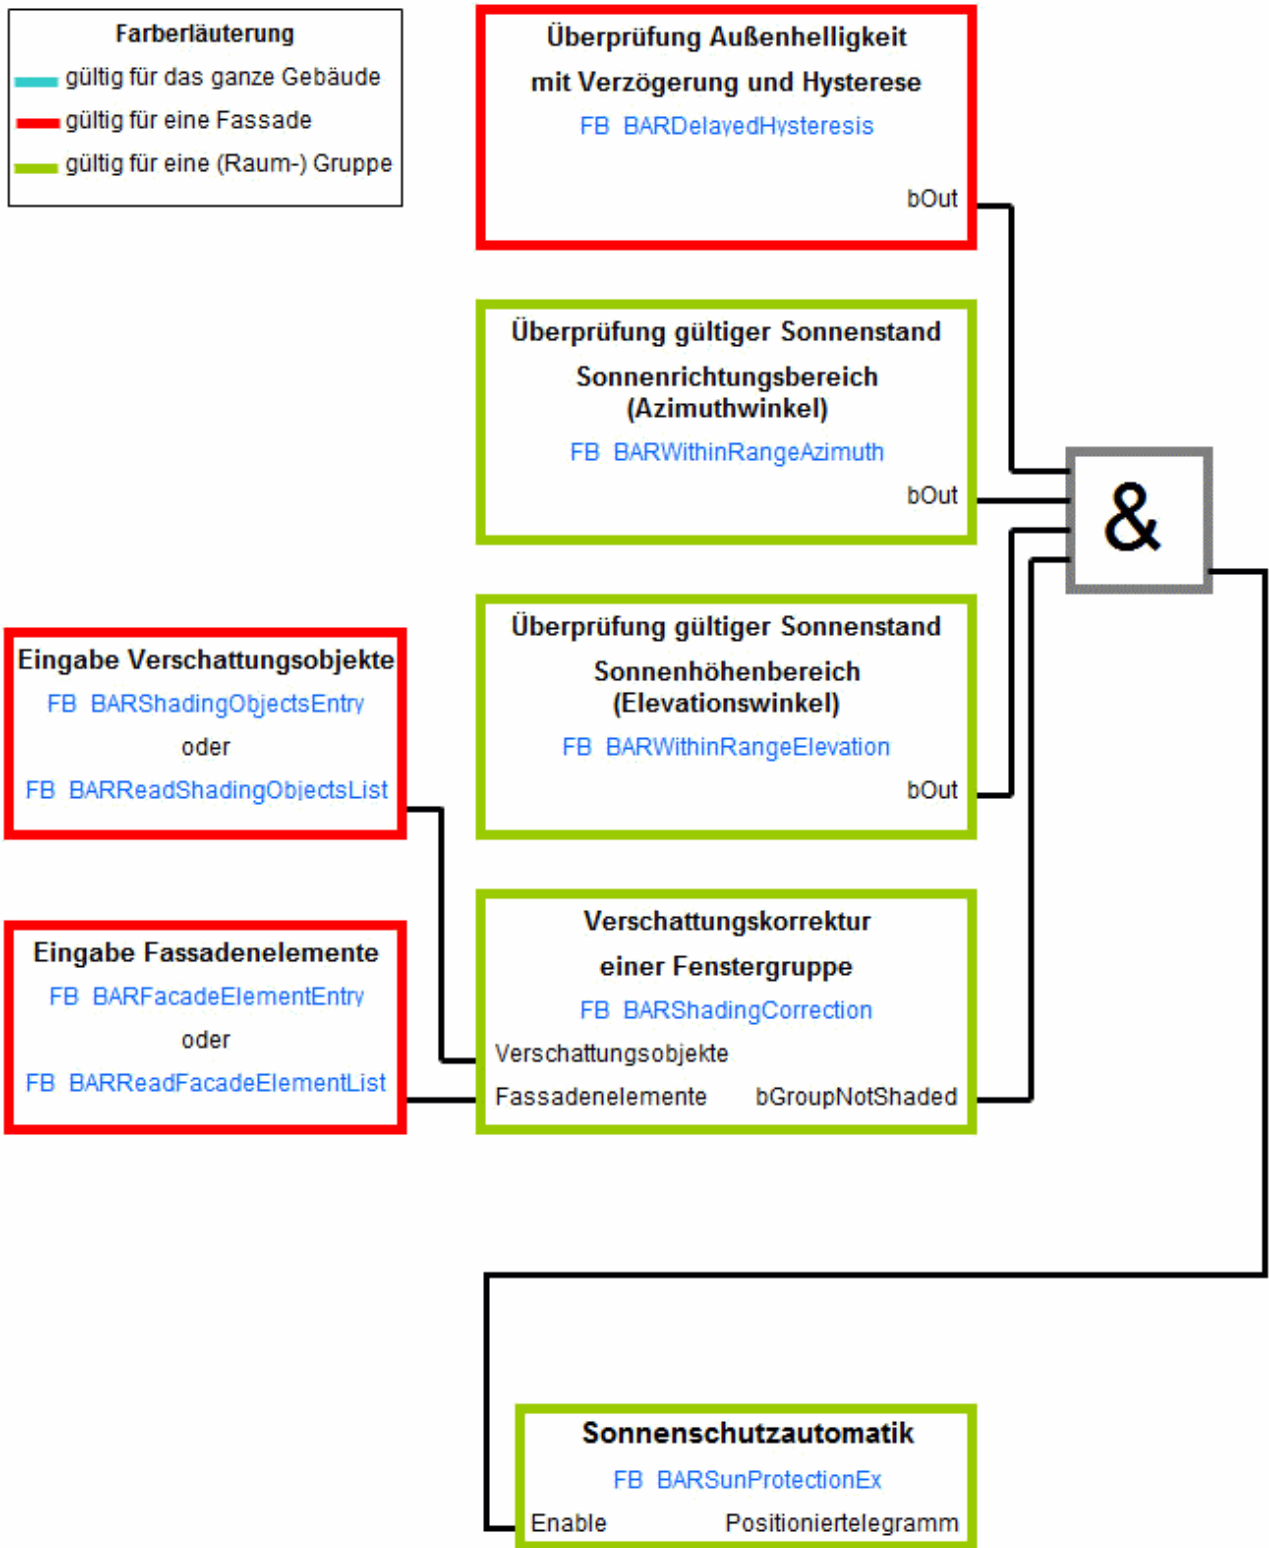 Farberläuterung
gültig für das ganze Gebäude
gültig für eine Fassade
gültig für eine (Raum-) Gruppe
Überprüfung Außenhelligkeit
mit Verzögerung und Hysterese
FB BARDelayedHysteresis
bOut
Überprüfung gültiger Sonnenstand
Sonnenrichtungsbereich
(Azimuthwinkel)
FB BARWithinRangeAzimuth
bOut
&
Überprüfung gültiger Sonnenstand
Sonnenhöhenbereich
(Elevationswinkel)
FB BARWithinRangeElevation
bOut
Eingabe Verschattungsobjekte
FB BARShadingObjectsEntry
oder
FB BARReadShadingObjectsList
Eingabe Fassadenelemente
FB BARFacadeElementEntry
oder
FB BARReadFacadeElementList
Verschattungskorrektur
einer Fenstergruppe
FB BARShadingCorrection
Verschattungsobjekte
Fassadenelemente bGroupNotShaded
Sonnenschutzautomatik
FB BARSunProtectionEx
Enable Positioniertelegramm